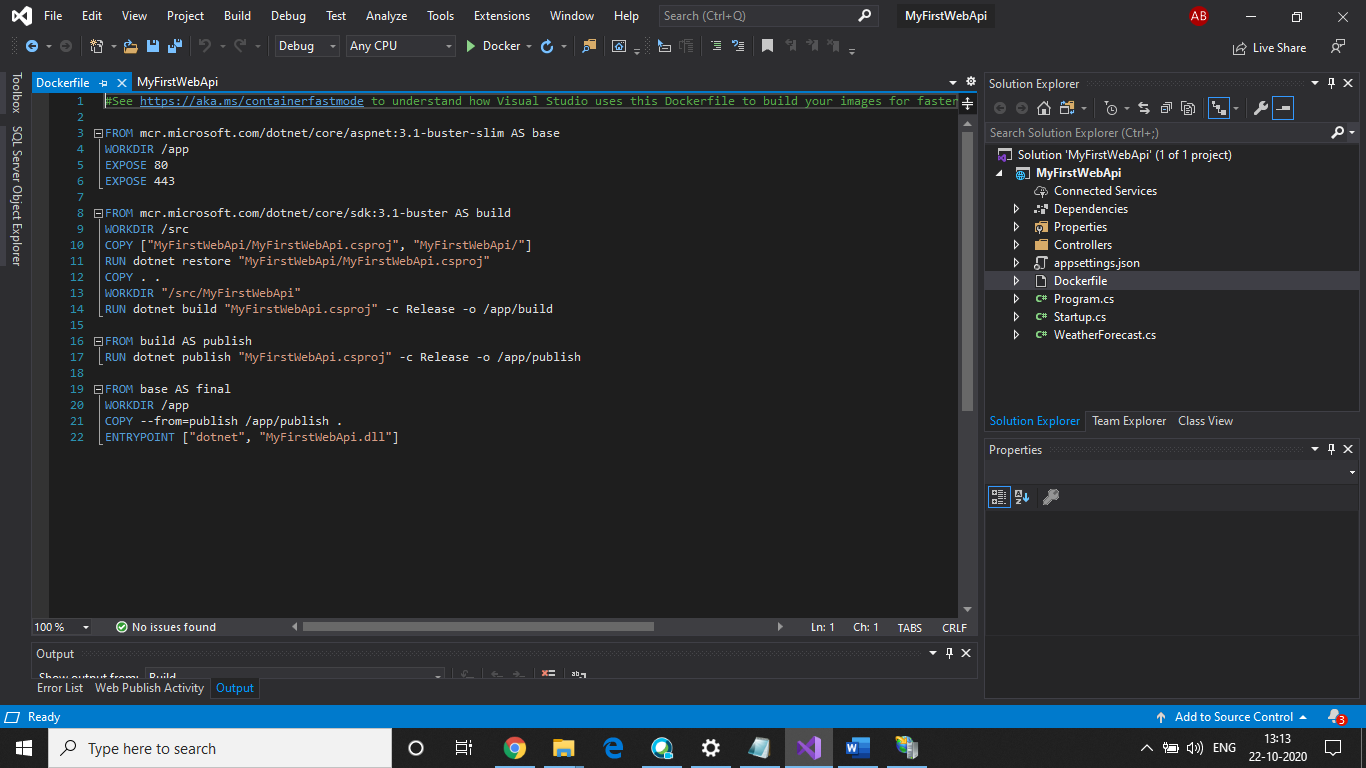 File Edit View Project Build Debug Test Analyze Tools Extensions Window Help Search (Ctrl+Q) MyFirstWebApi AB
Debug Any CPU Docker Live Share
Toolbox
SQL Server Object Explorer
Dockerfile MyFirstWebApi
1 #See https://aka.ms/containerfastmode to understand how Visual Studio uses this Dockerfile to build your images for faster
2
3 FROM mcr.microsoft.com/dotnet/core/aspnet:3.1-buster-slim AS base
4 WORKDIR /app
5 EXPOSE 80
6 EXPOSE 443
7
8 FROM mcr.microsoft.com/dotnet/core/sdk:3.1-buster AS build
9 WORKDIR /src
10 COPY ["MyFirstWebApi/MyFirstWebApi.csproj", "MyFirstWebApi/"]
11 RUN dotnet restore "MyFirstWebApi/MyFirstWebApi.csproj"
12 COPY . .
13 WORKDIR "/src/MyFirstWebApi"
14 RUN dotnet build "MyFirstWebApi.csproj" -c Release -o /app/build
15
16 FROM build AS publish
17 RUN dotnet publish "MyFirstWebApi.csproj" -c Release -o /app/publish
18
19 FROM base AS final
20 WORKDIR /app
21 COPY --from=publish /app/publish .
22 ENTRYPOINT ["dotnet", "MyFirstWebApi.dll"]
100 % No issues found Ln: 1 Ch: 1 TABS CRLF
Output
Show output from: Build
Error List Web Publish Activity Output
Solution Explorer
Search Solution Explorer (Ctrl+;)
Solution 'MyFirstWebApi' (1 of 1 project)
MyFirstWebApi
Connected Services
Dependencies
Properties
Controllers
appsettings.json
Dockerfile
C# Program.cs
C# Startup.cs
C# WeatherForecast.cs
Solution Explorer Team Explorer Class View
Properties
Ready Add to Source Control 3
Type here to search ENG 13:13
22-10-2020